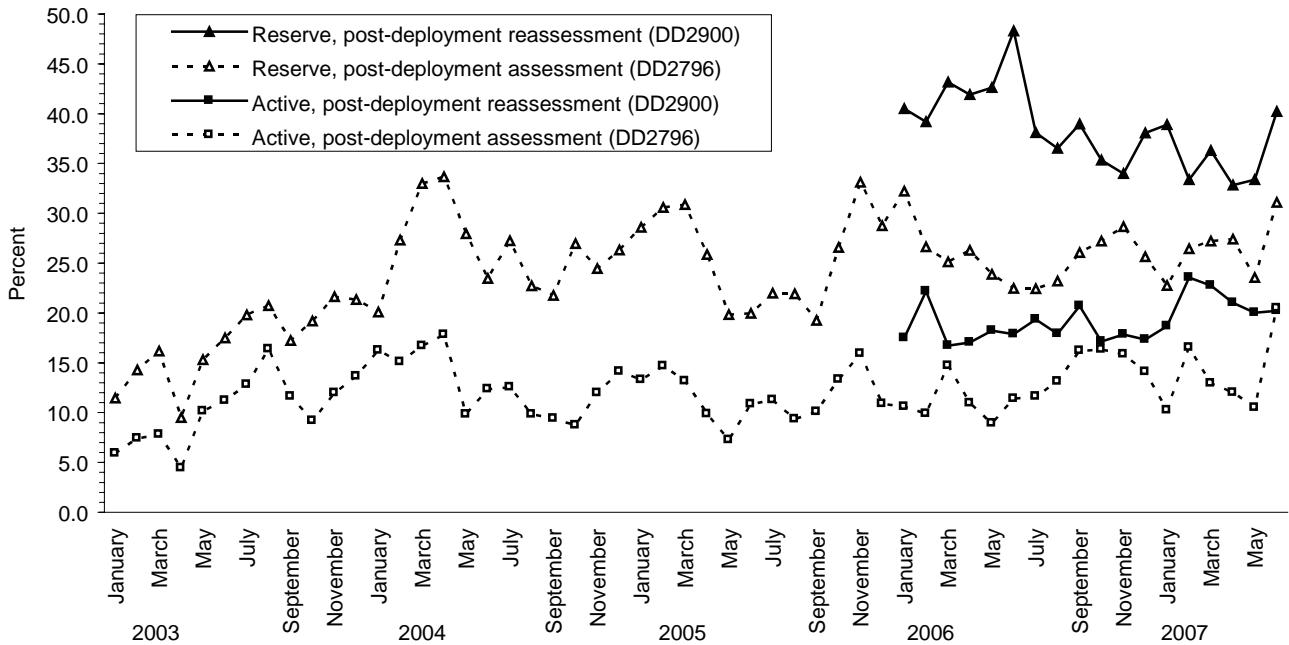 50.0
45.0
40.0
35.0
30.0
25.0
20.0
15.0
10.0
5.0
0.0
Percent
Reserve, post-deployment reassessment (DD2900)
Reserve, post-deployment assessment (DD2796)
Active, post-deployment reassessment (DD2900)
Active, post-deployment assessment (DD2796)
January
March
May
July
September
November
January
March
May
July
September
November
January
March
May
July
September
November
January
March
May
July
September
November
January
March
May
2003
2004
2005
2006
2007